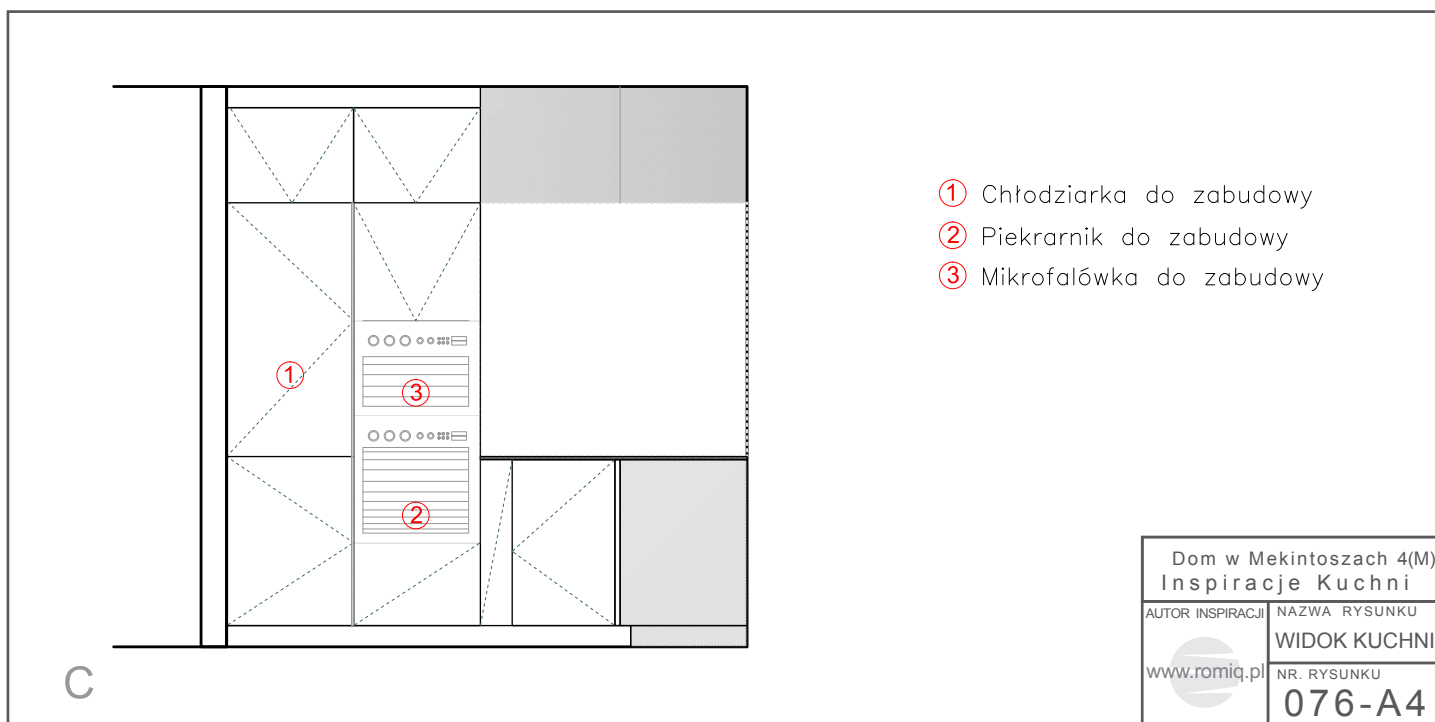 ① Chłodziarka do zabudowy
② Piekrarnik do zabudowy
③ Mikrofalówka do zabudowy
1
3
2
C
Dom w Mekintoszach 4(M)
Inspiracje Kuchni
AUTOR INSPIRACJI
www.romiq.pl
NAZWA RYSUNKU
WIDOK KUCHNI
NR. RYSUNKU
076-A4